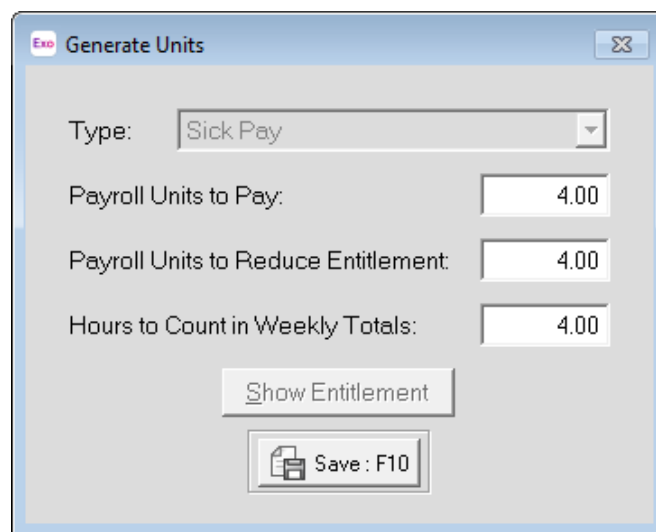 Exo Generate Units
Type: Sick Pay
Payroll Units to Pay: 4.00
Payroll Units to Reduce Entitlement: 4.00
Hours to Count in Weekly Totals: 4.00
Show Entitlement
Save : F10